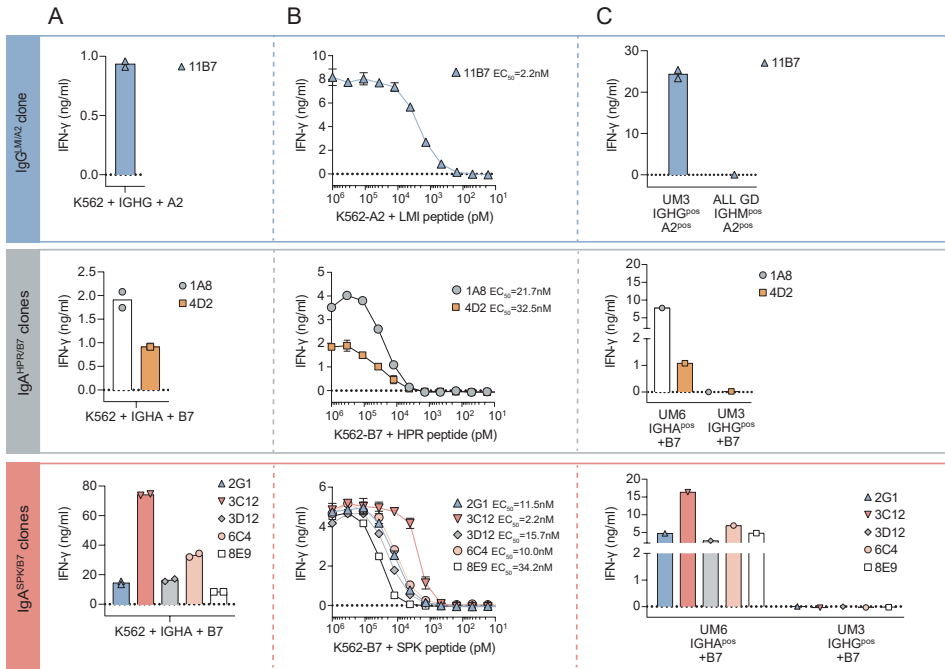 A
B
C
IgG^LMI/A2 clone
IFN-γ (ng/ml)
1.0
0.5
0.0
11B7
K562 + IGHG + A2
IFN-γ (ng/ml)
10
8
6
4
2
0
11B7 EC50=2.2nM
10^6 10^5 10^4 10^3 10^2 10^1
K562-A2 + LMI peptide (pM)
IFN-γ (ng/ml)
30
20
10
0
11B7
UM3 ALL GD
IGHG^pos IGHM^pos
A2^pos A2^pos
IgA^HPR/B7 clones
IFN-γ (ng/ml)
2.5
2.0
1.5
1.0
0.5
0.0
1A8
4D2
K562 + IGHA + B7
IFN-γ (ng/ml)
6
4
2
0
1A8 EC50=21.7nM
4D2 EC50=32.5nM
10^6 10^5 10^4 10^3 10^2 10^1
K562-B7 + HPR peptide (pM)
IFN-γ (ng/ml)
20
15
10
5
2
1
0
1A8
4D2
UM6 UM3
IGHA^pos IGHG^pos
+B7 +B7
IgA^SPK/B7 clones
IFN-γ (ng/ml)
80
60
40
20
0
2G1
3C12
3D12
6C4
8E9
K562 + IGHA + B7
IFN-γ (ng/ml)
6
4
2
0
2G1 EC50=11.5nM
3C12 EC50=2.2nM
3D12 EC50=15.7nM
6C4 EC50=10.0nM
8E9 EC50=34.2nM
10^6 10^5 10^4 10^3 10^2 10^1
K562-B7 + SPK peptide (pM)
IFN-γ (ng/ml)
20
15
10
5
2
2
1
0
2G1
3C12
3D12
6C4
8E9
UM6 UM3
IGHA^pos IGHG^pos
+B7 +B7